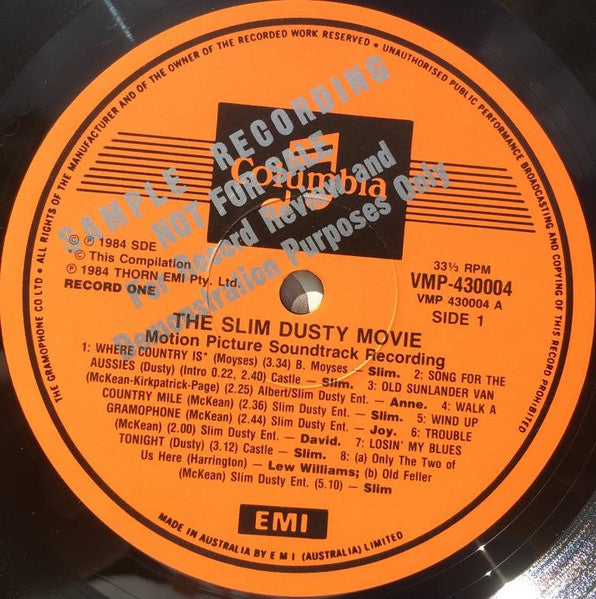 THE GRAMOPHONE CO LTD • ALL RIGHTS OF THE MANUFACTURER AND OF THE OWNER OF THE RECORDED WORK RESERVED • UNAUTHORISED PUBLIC PERFORMANCE BROADCASTING AND COPYING OF THIS RECORD PROHIBITED
Columbia
SAMPLE RECORDING
NOT FOR SALE
For Record Review and
Demonstration Purposes Only
© ℗ 1984 SDE
© This Compilation
℗ 1984 THORN EMI Pty. Ltd.
RECORD ONE
33⅓ RPM
VMP-430004
VMP 430004 A
SIDE 1
THE SLIM DUSTY MOVIE
Motion Picture Soundtrack Recording
1: WHERE COUNTRY IS* (Moyses) (3.34) B. Moyses – Slim. 2: SONG FOR THE
AUSSIES (Dusty) (Intro 0.22, 2.40) Castle – Slim. 3: OLD SUNLANDER VAN
(McKean-Kirkpatrick-Page) (2.25) Albert/Slim Dusty Ent. – Anne. 4: WALK A
COUNTRY MILE (McKean) (2.36) Slim Dusty Ent. – Slim. 5: WIND UP
GRAMOPHONE (McKean) (2.44) Slim Dusty Ent. – Joy. 6: TROUBLE
(McKean) (2.00) Slim Dusty Ent. – David. 7: LOSIN' MY BLUES
TONIGHT (Dusty) (3.12) Castle – Slim. 8: (a) Only The Two of
Us Here (Harrington) – Lew Williams; (b) Old Feller
(McKean) Slim Dusty Ent. (5.10) – Slim
EMI
MADE IN AUSTRALIA BY E M I (AUSTRALIA) LIMITED